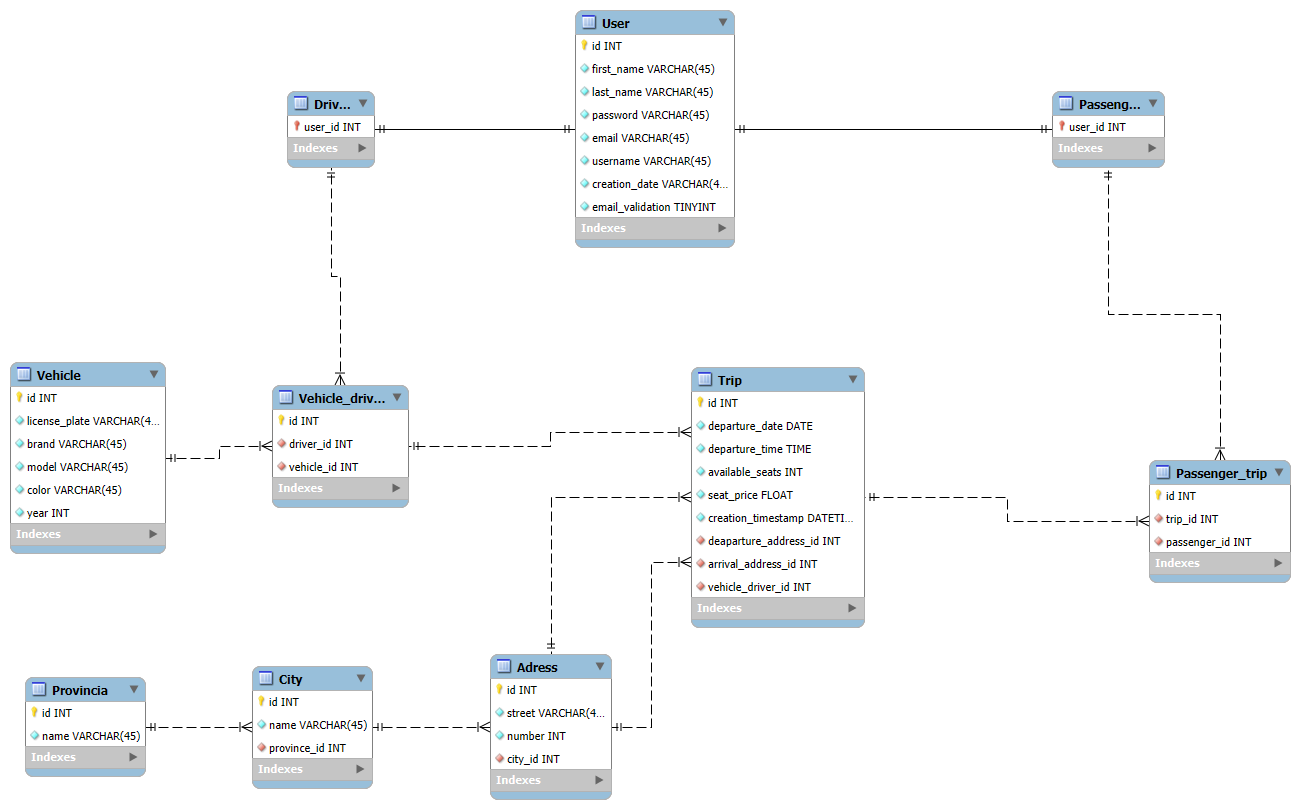 User
id INT
first_name VARCHAR(45)
last_name VARCHAR(45)
password VARCHAR(45)
email VARCHAR(45)
username VARCHAR(45)
creation_date VARCHAR(4...
email_validation TINYINT
Indexes
Driv...
user_id INT
Indexes
Passeng...
user_id INT
Indexes
Vehicle
id INT
license_plate VARCHAR(4...
brand VARCHAR(45)
model VARCHAR(45)
color VARCHAR(45)
year INT
Indexes
Vehicle_driv...
id INT
driver_id INT
vehicle_id INT
Indexes
Trip
id INT
departure_date DATE
departure_time TIME
available_seats INT
seat_price FLOAT
creation_timestamp DATETI...
deaparture_address_id INT
arrival_address_id INT
vehicle_driver_id INT
Indexes
Passenger_trip
id INT
trip_id INT
passenger_id INT
Indexes
Provincia
id INT
name VARCHAR(45)
Indexes
City
id INT
name VARCHAR(45)
province_id INT
Indexes
Adress
id INT
street VARCHAR(4...
number INT
city_id INT
Indexes